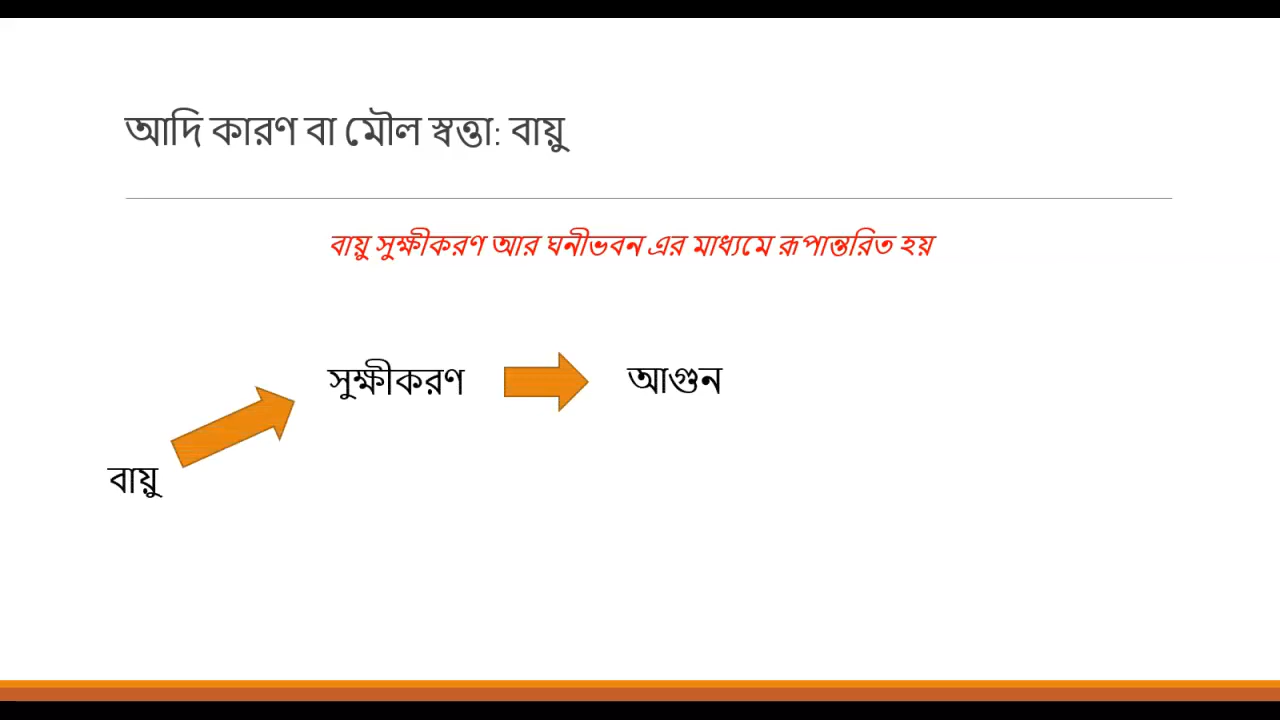 আদি কারণ বা মৌল স্বত্তা: বায়ু
বায়ু সুক্ষীকরণ আর ঘনীভবন এর মাধ্যমে রূপান্তরিত হয়
সুক্ষীকরণ
আগুন
বায়ু